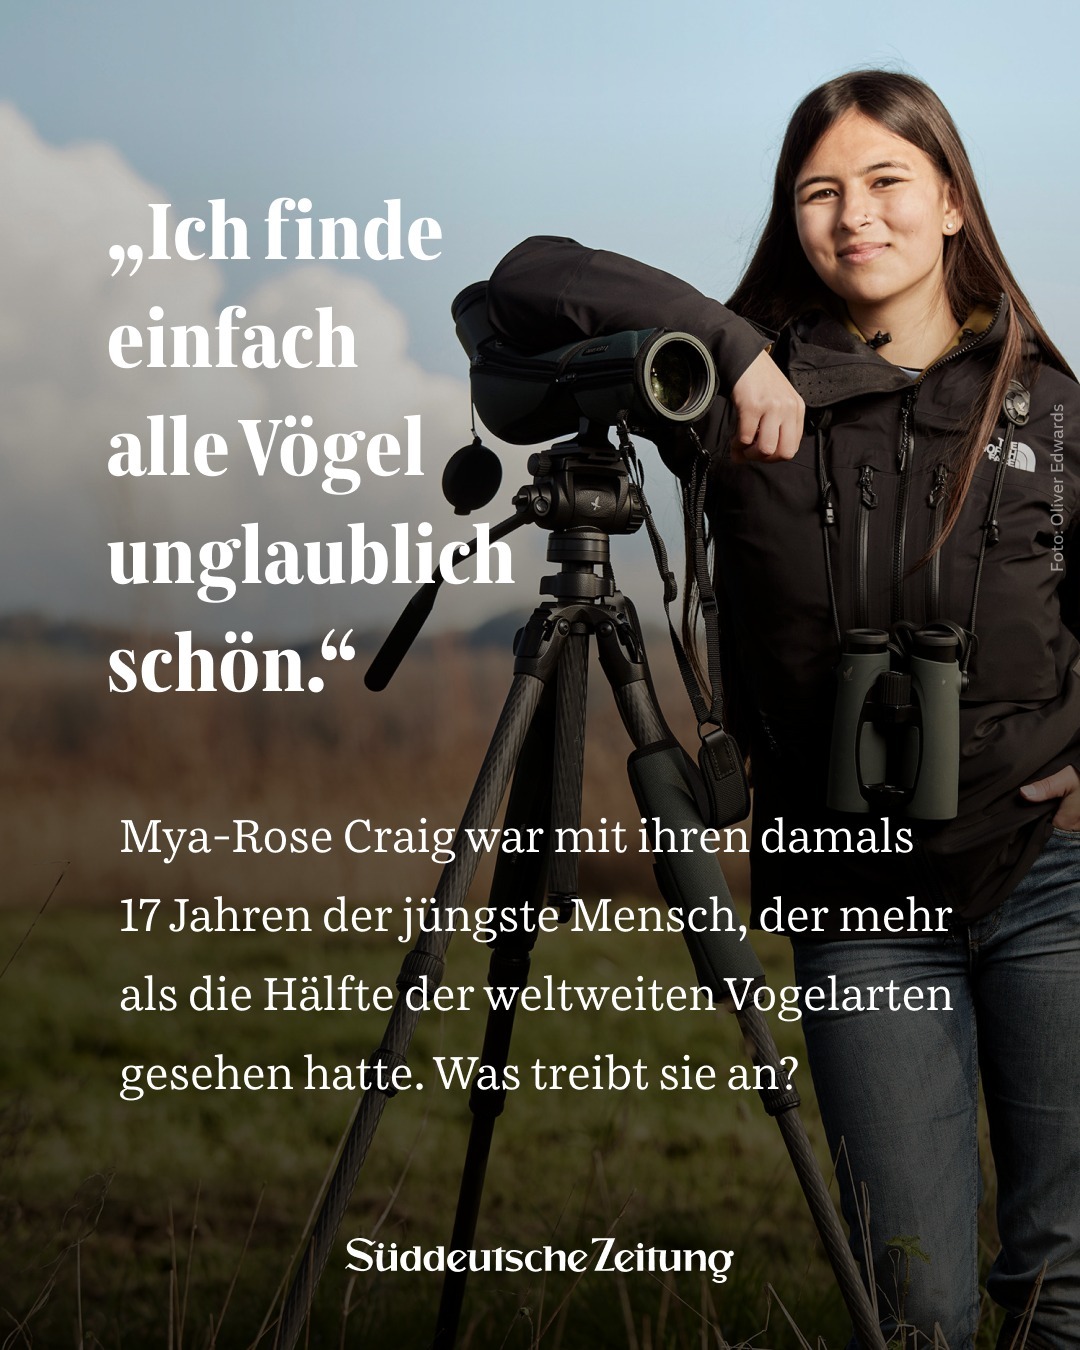 „Ich finde
einfach
alle Vögel
unglaublich
schön.“
Foto: Oliver Edwards
Mya-Rose Craig war mit ihren damals
17 Jahren der jüngste Mensch, der mehr
als die Hälfte der weltweiten Vogelarten
gesehen hatte. Was treibt sie an?
Süddeutsche Zeitung